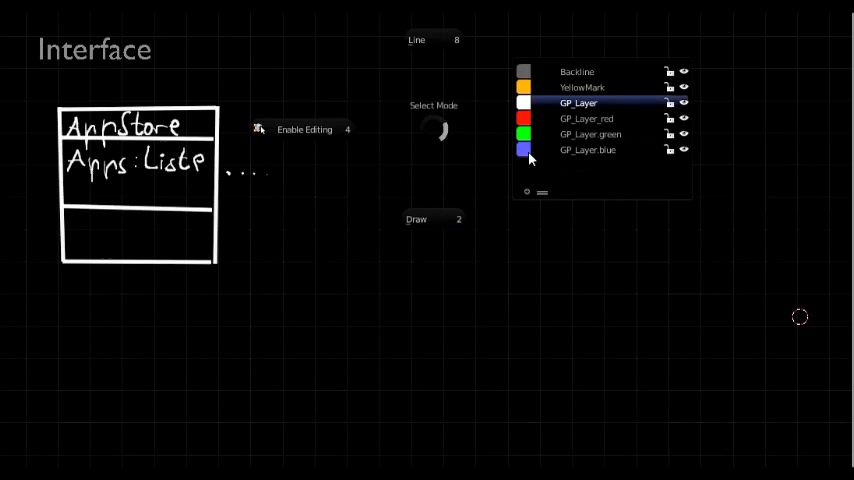 Interface
Line 8
Select Mode
Enable Editing 4
Draw 2
Backline
YellowMark
GP_Layer
GP_Layer_red
GP_Layer.green
GP_Layer.blue
AppStore
Apps:Liste
....